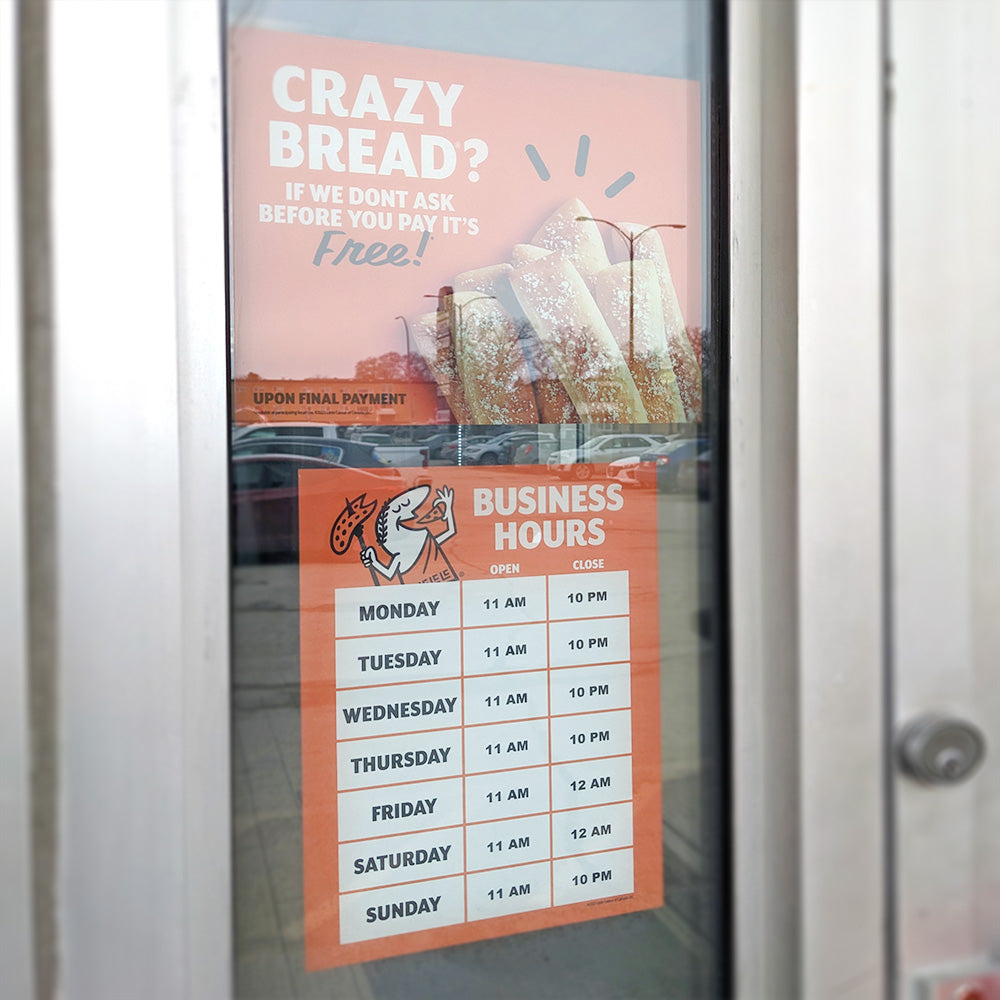 CRAZY
BREAD®?
IF WE DONT ASK
BEFORE YOU PAY IT'S
Free!
UPON FINAL PAYMENT
BUSINESS
HOURS
OPEN CLOSE
MONDAY 11 AM 10 PM
TUESDAY 11 AM 10 PM
WEDNESDAY 11 AM 10 PM
THURSDAY 11 AM 10 PM
FRIDAY 11 AM 12 AM
SATURDAY 11 AM 12 AM
SUNDAY 11 AM 10 PM